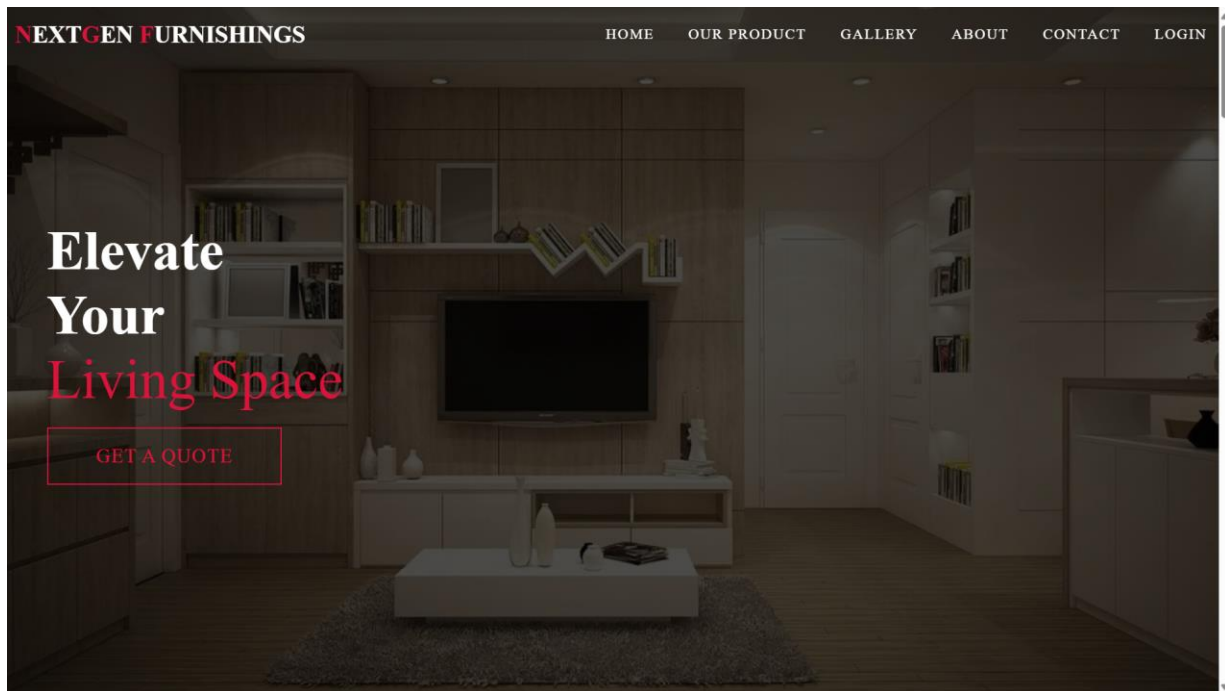 NEXTGEN FURNISHINGS
HOME OUR PRODUCT GALLERY ABOUT CONTACT LOGIN
Elevate
Your
Living Space
GET A QUOTE